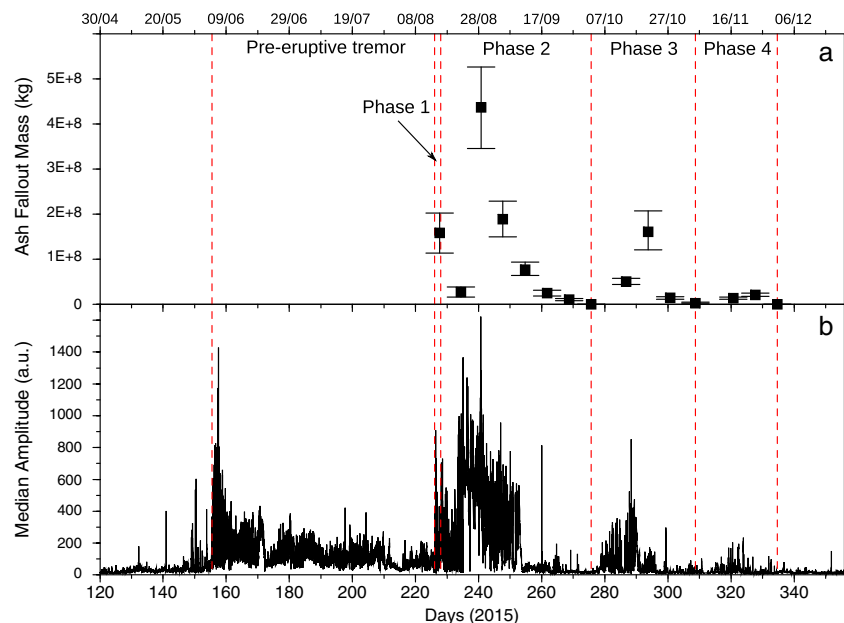 30/04 20/05 09/06 29/06 19/07 08/08 28/08 17/09 07/10 27/10 16/11 06/12
Pre-eruptive tremor Phase 2 Phase 3 Phase 4 a
5E+8
Phase 1
4E+8
3E+8
2E+8
1E+8
0
Ash Fallout Mass (kg)
b
1400
1200
1000
800
600
400
200
0
Median Amplitude (a.u.)
120 140 160 180 200 220 240 260 280 300 320 340
Days (2015)